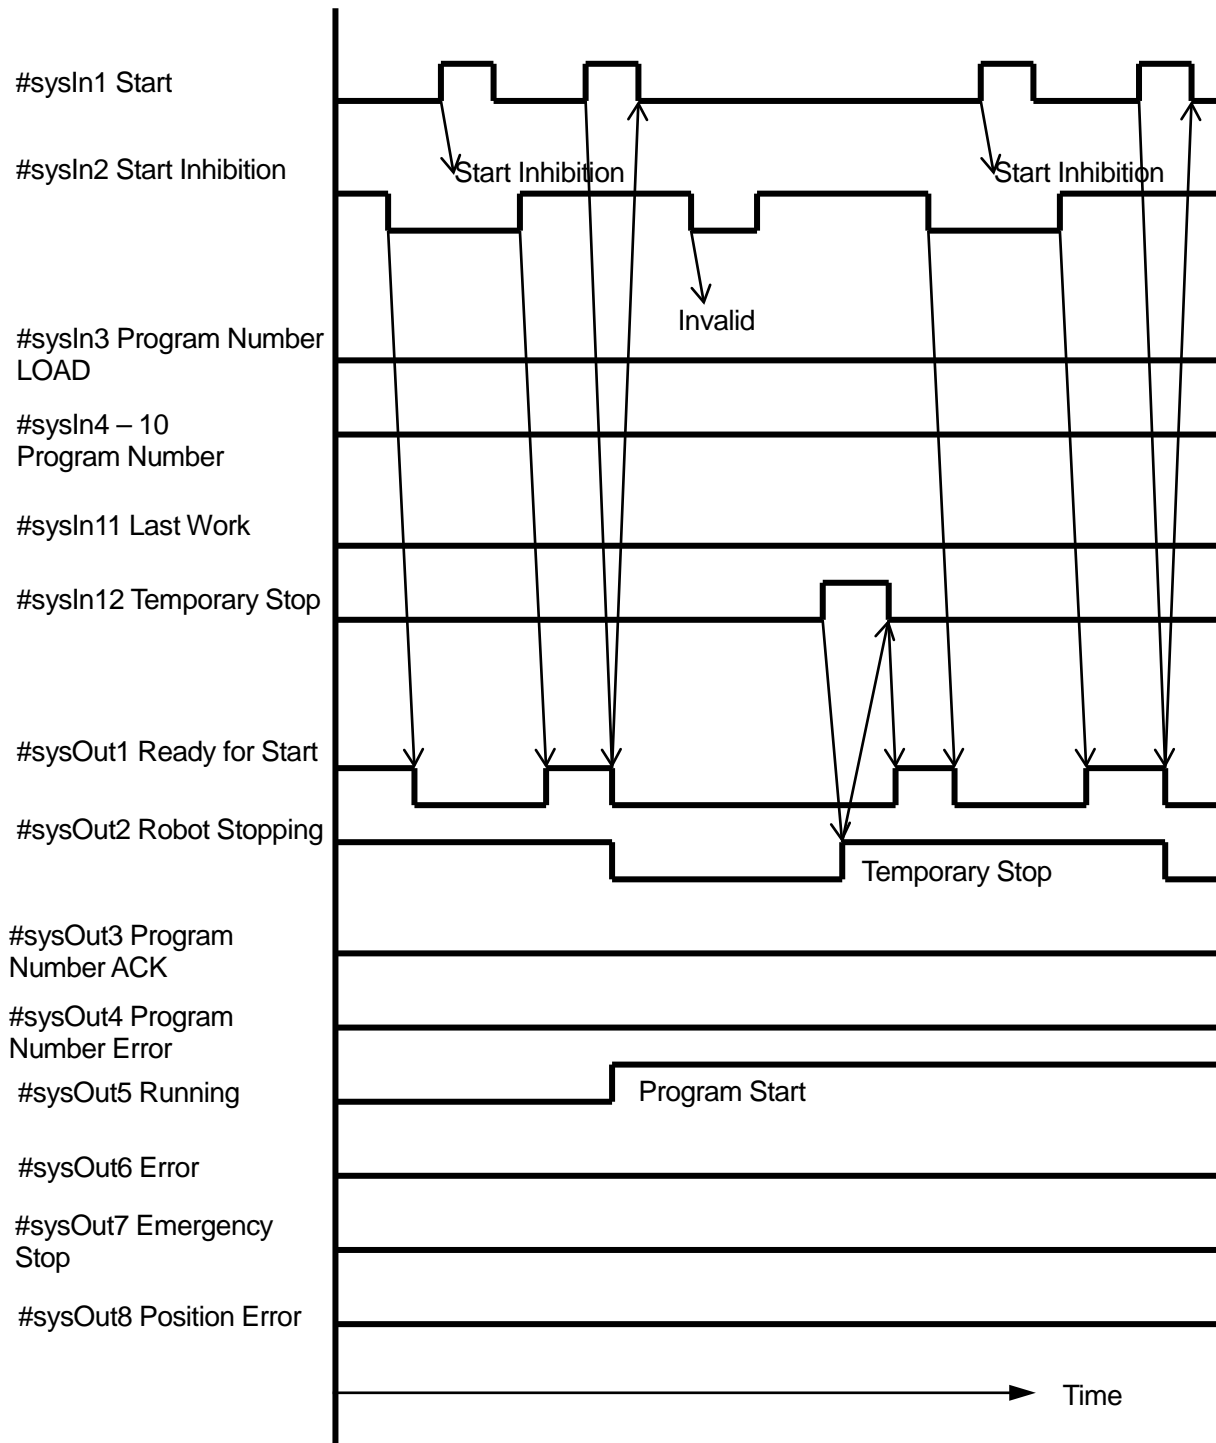 #sysIn1 Start
#sysIn2 Start Inhibition
Start Inhibition
Start Inhibition
Invalid
#sysIn3 Program Number
LOAD
#sysIn4 – 10
Program Number
#sysIn11 Last Work
#sysIn12 Temporary Stop
#sysOut1 Ready for Start
#sysOut2 Robot Stopping
Temporary Stop
#sysOut3 Program
Number ACK
#sysOut4 Program
Number Error
#sysOut5 Running
Program Start
#sysOut6 Error
#sysOut7 Emergency
Stop
#sysOut8 Position Error
Time